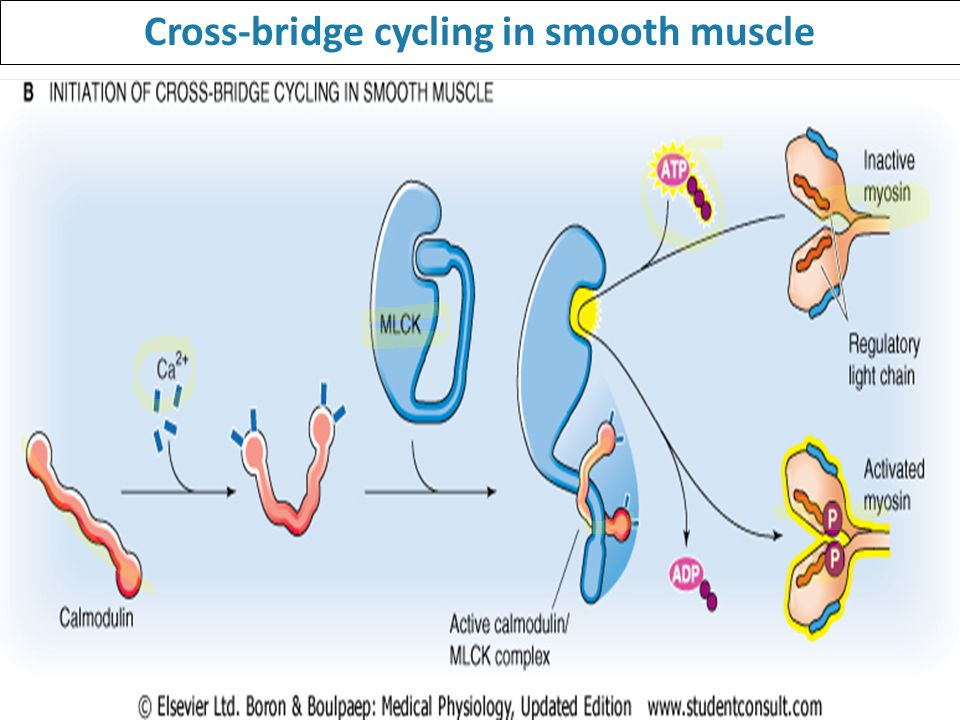 Cross-bridge cycling in smooth muscle
B INITIATION OF CROSS-BRIDGE CYCLING IN SMOOTH MUSCLE
ATP
Inactive
myosin
MLCK
Ca2+
Regulatory
light chain
Activated
myosin
P
P
ADP
Calmodulin
Active calmodulin/
MLCK complex
© Elsevier Ltd. Boron & Boulpaep: Medical Physiology, Updated Edition www.studentconsult.com